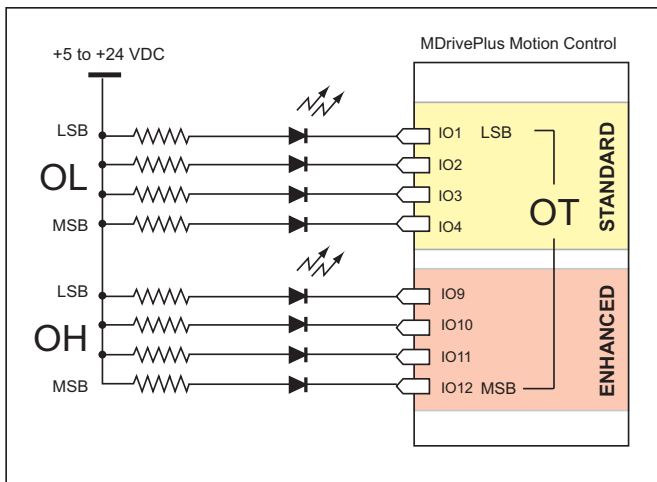 MDrivePlus Motion Control
+5 to +24 VDC
LSB
OL
MSB
IO1 LSB
IO2
IO3
IO4
OT
STANDARD
LSB
OH
MSB
IO9
IO10
IO11
IO12 MSB
ENHANCED